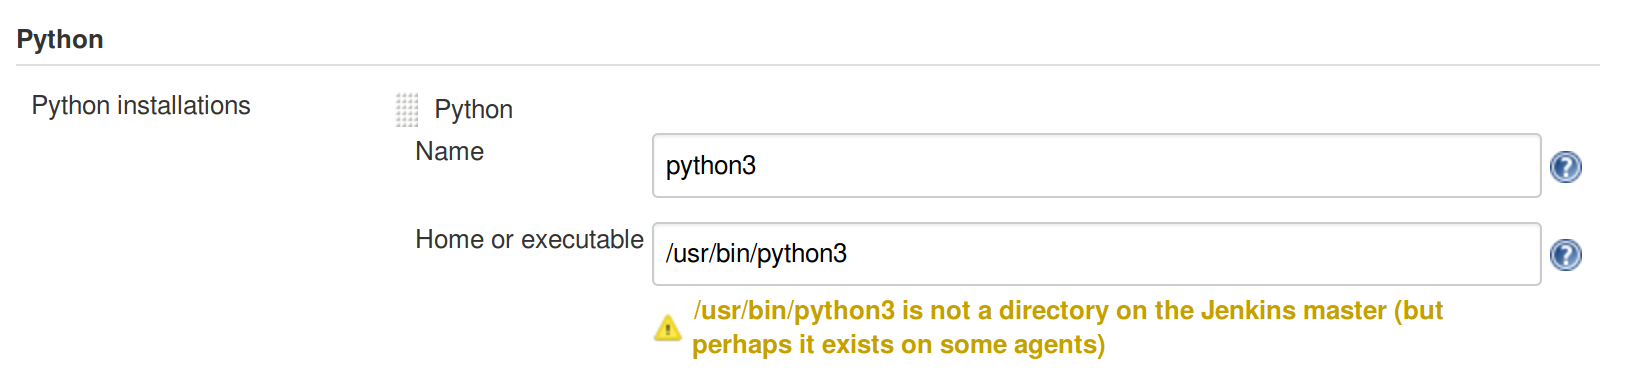 Python
Python installations
Python
Name
python3
Home or executable
/usr/bin/python3
/usr/bin/python3 is not a directory on the Jenkins master (but
perhaps it exists on some agents)